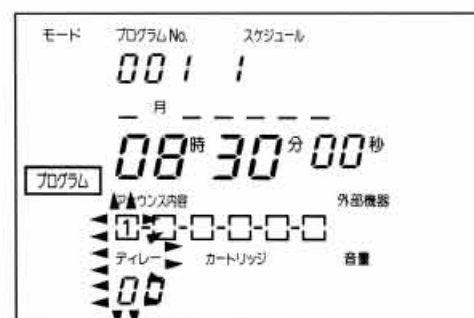 モード プログラムNo. スケジュール
001 1
月
08時30分00秒
プログラム
アナウンス内容 外部機器
1
ディレー カートリッジ 音量
00